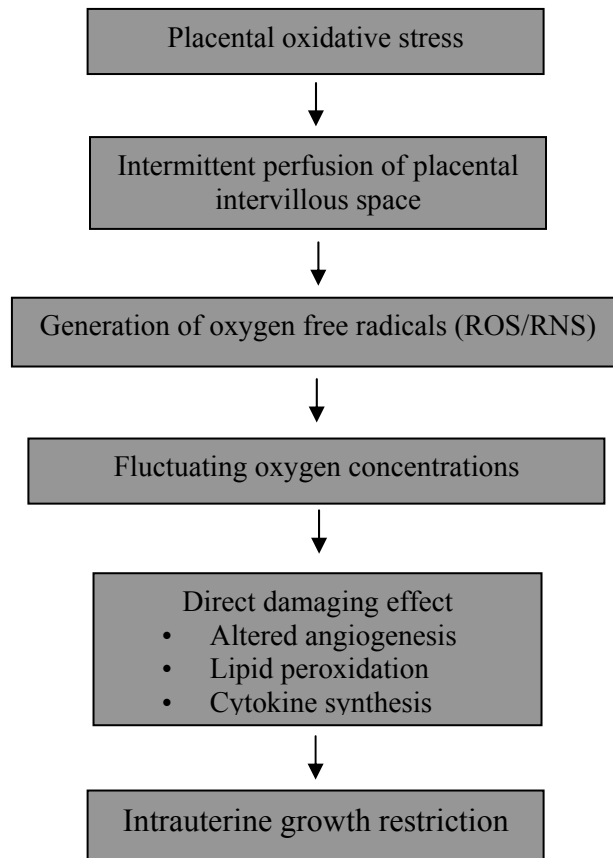 Placental oxidative stress
Intermittent perfusion of placental
intervillous space
Generation of oxygen free radicals (ROS/RNS)
Fluctuating oxygen concentrations
Direct damaging effect
• Altered angiogenesis
• Lipid peroxidation
• Cytokine synthesis
Intrauterine growth restriction